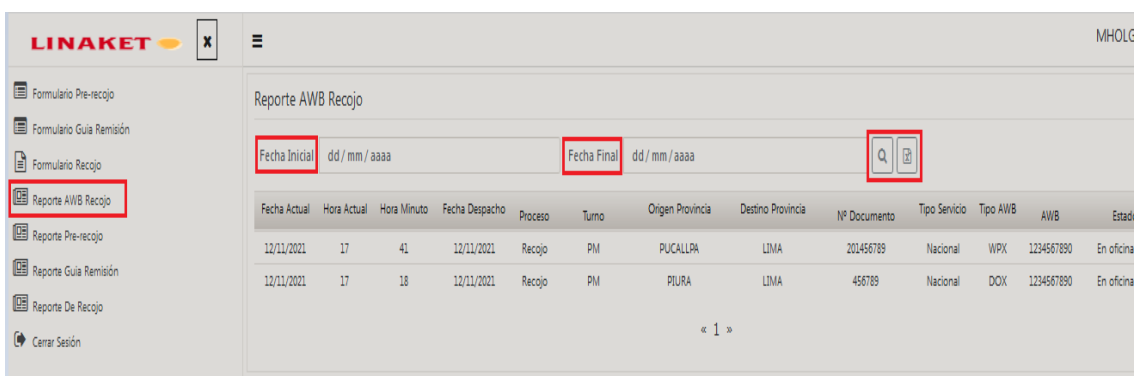 LINAKET x ≡ MHOLG
Formulario Pre-recojo
Formulario Guia Remisión
Formulario Recojo
Reporte AWB Recojo
Reporte Pre-recojo
Reporte Guia Remisión
Reporte De Recojo
Cerrar Sesión
Reporte AWB Recojo
Fecha Inicial dd/mm/aaaa Fecha Final dd/mm/aaaa
Fecha Actual Hora Actual Hora Minuto Fecha Despacho Proceso Turno Origen Provincia Destino Provincia Nº Documento Tipo Servicio Tipo AWB AWB Estado
12/11/2021 17 41 12/11/2021 Recojo PM PUCALLPA LIMA 201456789 Nacional WPX 1234567890 En oficina
12/11/2021 17 18 12/11/2021 Recojo PM PIURA LIMA 456789 Nacional DOX 1234567890 En oficina
« 1 »